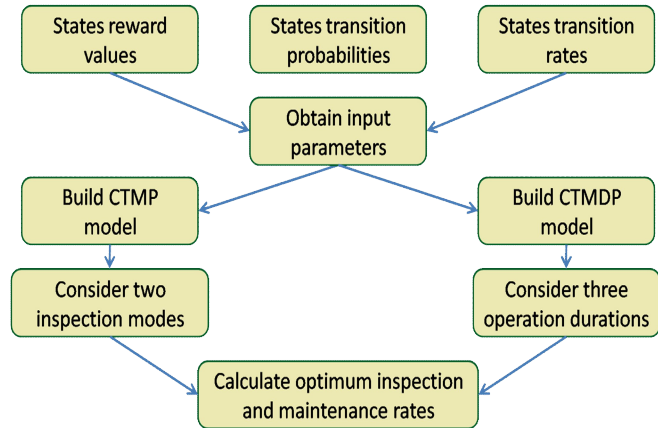 States reward
values
States transition
probabilities
States transition
rates
Obtain input
parameters
Build CTMP
model
Build CTMDP
model
Consider two
inspection modes
Consider three
operation durations
Calculate optimum inspection
and maintenance rates